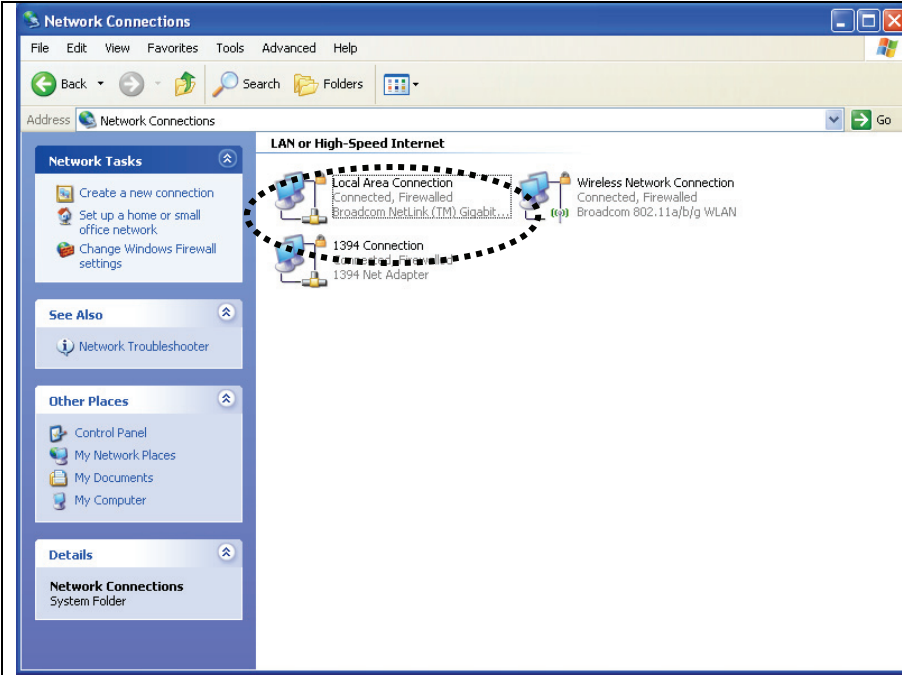 Network Connections
File Edit View Favorites Tools Advanced Help
Back Search Folders
Address Network Connections Go
Network Tasks
Create a new connection
Set up a home or small
office network
Change Windows Firewall
settings
See Also
Network Troubleshooter
Other Places
Control Panel
My Network Places
My Documents
My Computer
Details
Network Connections
System Folder
LAN or High-Speed Internet
Local Area Connection
Connected, Firewalled
Broadcom NetLink (TM) Gigabit...
Wireless Network Connection
Connected, Firewalled
Broadcom 802.11a/b/g WLAN
1394 Connection
Connected, Firewalled
1394 Net Adapter